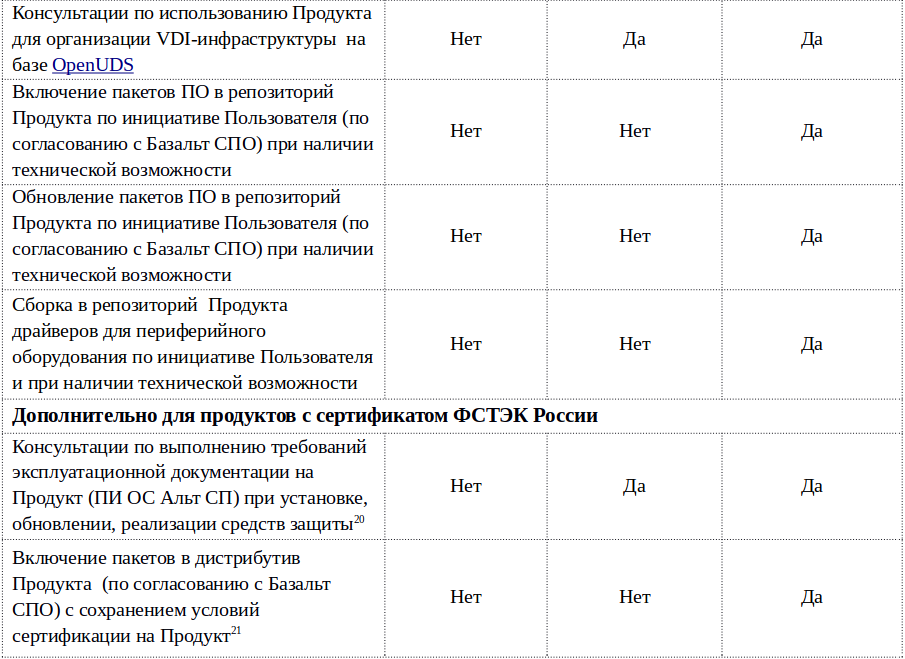 Консультации по использованию Продукта
для организации VDI-инфраструктуры на
базе OpenUDS
Нет
Да
Да
Включение пакетов ПО в репозиторий
Продукта по инициативе Пользователя (по
согласованию с Базальт СПО) при наличии
технической возможности
Нет
Нет
Да
Обновление пакетов ПО в репозиторий
Продукта по инициативе Пользователя (по
согласованию с Базальт СПО) при наличии
технической возможности
Нет
Нет
Да
Сборка в репозиторий Продукта
драйверов для периферийного
оборудования по инициативе Пользователя
и при наличии технической возможности
Нет
Нет
Да
Дополнительно для продуктов с сертификатом ФСТЭК России
Консультации по выполнению требований
эксплуатационной документации на
Продукт (ПИ ОС Альт СП) при установке,
обновлении, реализации средств защиты20
Нет
Да
Да
Включение пакетов в дистрибутив
Продукта (по согласованию с Базальт
СПО) с сохранением условий
сертификации на Продукт21
Нет
Нет
Да